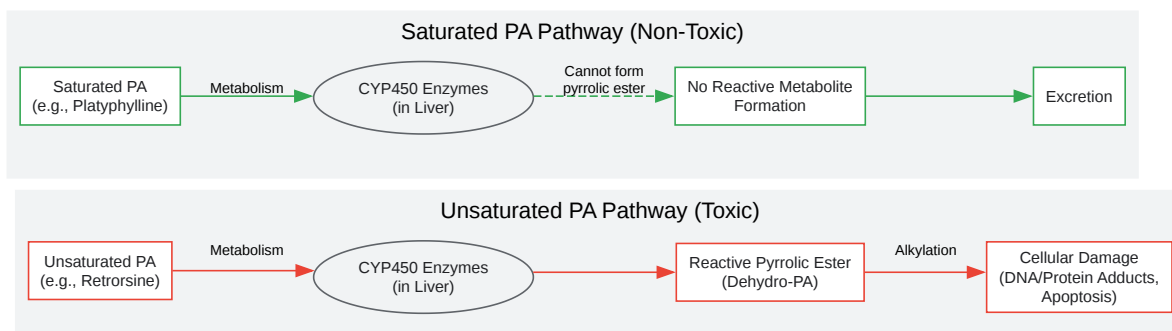 Saturated PA Pathway (Non-Toxic)
Saturated PA
(e.g., Platyphylline)
Metabolism
CYP450 Enzymes
(in Liver)
Cannot form
pyrrolic ester
No Reactive Metabolite
Formation
Excretion
Unsaturated PA Pathway (Toxic)
Unsaturated PA
(e.g., Retrorsine)
Metabolism
CYP450 Enzymes
(in Liver)
Reactive Pyrrolic Ester
(Dehydro-PA)
Alkylation
Cellular Damage
(DNA/Protein Adducts,
Apoptosis)